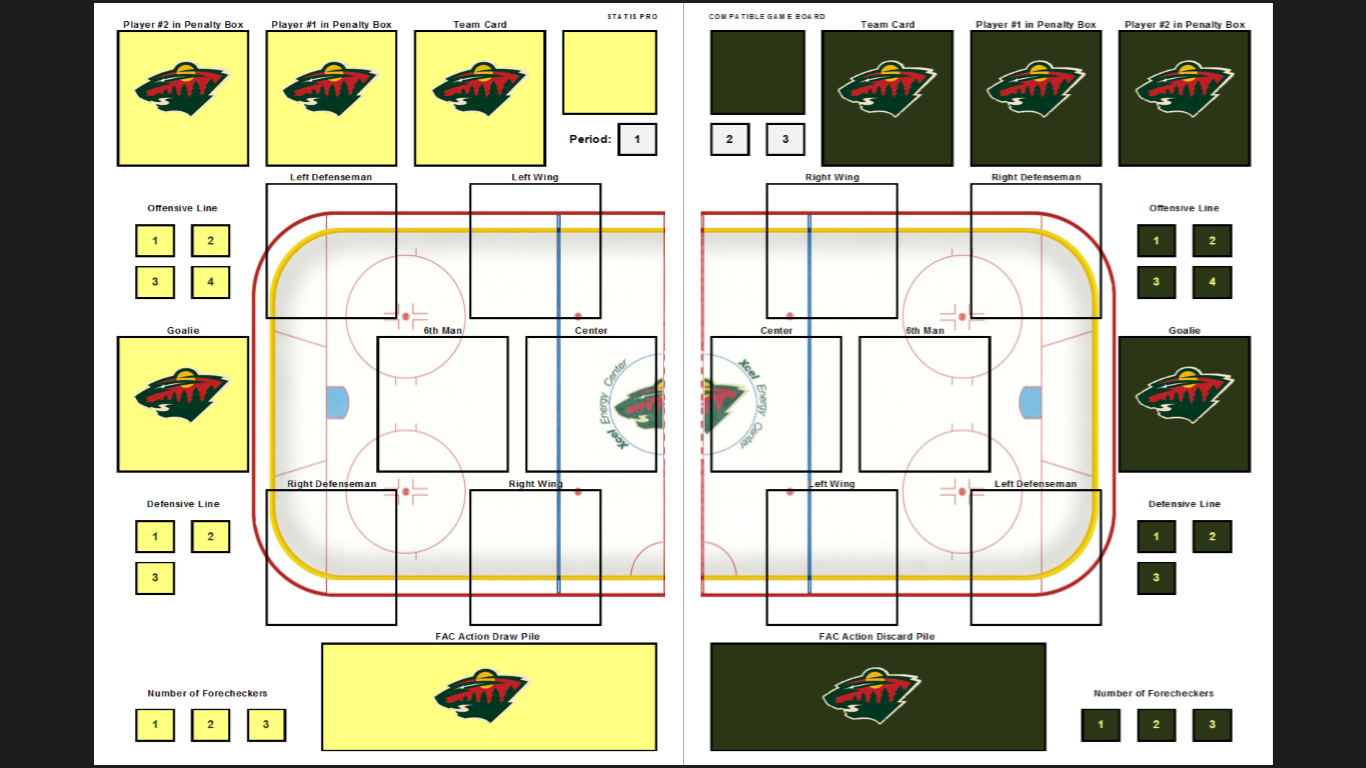 STATIS PRO
COMPATIBLE GAME BOARD
Player #2 in Penalty Box
Player #1 in Penalty Box
Team Card
Team Card
Player #1 in Penalty Box
Player #2 in Penalty Box
Period:
1
2
3
Left Defenseman
Left Wing
Right Wing
Right Defenseman
Offensive Line
1
2
3
4
Offensive Line
1
2
3
4
Goalie
6th Man
Center
Center
6th Man
Goalie
Xcel Energy Center
Xcel Energy Center
Right Defenseman
Right Wing
Left Wing
Left Defenseman
Defensive Line
1
2
3
Defensive Line
1
2
3
FAC Action Draw Pile
FAC Action Discard Pile
Number of Forecheckers
1
2
3
Number of Forecheckers
1
2
3